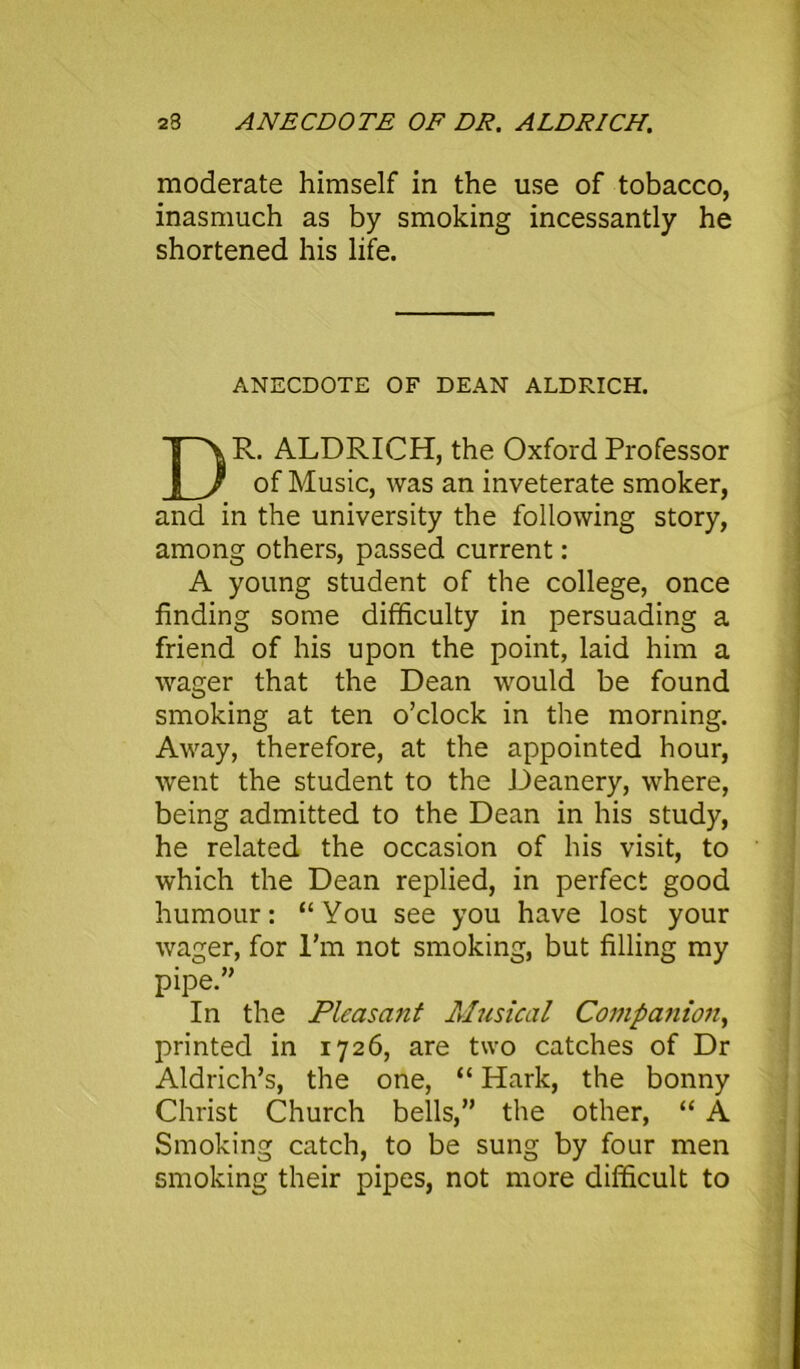 28 ANECDOTE OF DR. ALDRICH.
moderate himself in the use of tobacco,
inasmuch as by smoking incessantly he
shortened his life.
ANECDOTE OF DEAN ALDRICH.
DR. ALDRICH, the Oxford Professor
of Music, was an inveterate smoker,
and in the university the following story,
among others, passed current:
A young student of the college, once
finding some difficulty in persuading a
friend of his upon the point, laid him a
wager that the Dean would be found
smoking at ten o’clock in the morning.
Away, therefore, at the appointed hour,
went the student to the Deanery, where,
being admitted to the Dean in his study,
he related the occasion of his visit, to
which the Dean replied, in perfect good
humour: “You see you have lost your
wager, for I’m not smoking, but filling my
pipe.”
In the Pleasant Musical Companion,
printed in 1726, are two catches of Dr
Aldrich’s, the one, “Hark, the bonny
Christ Church bells,” the other, “A
Smoking catch, to be sung by four men
smoking their pipes, not more difficult to